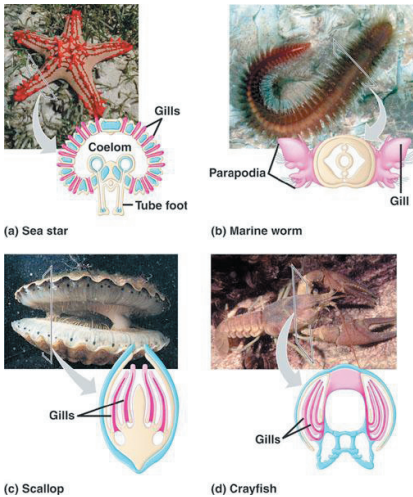 Gills
Coelom
Tube foot
(a) Sea star
Parapodia
Gill
(b) Marine worm
Gills
(c) Scallop
Gills
(d) Crayfish